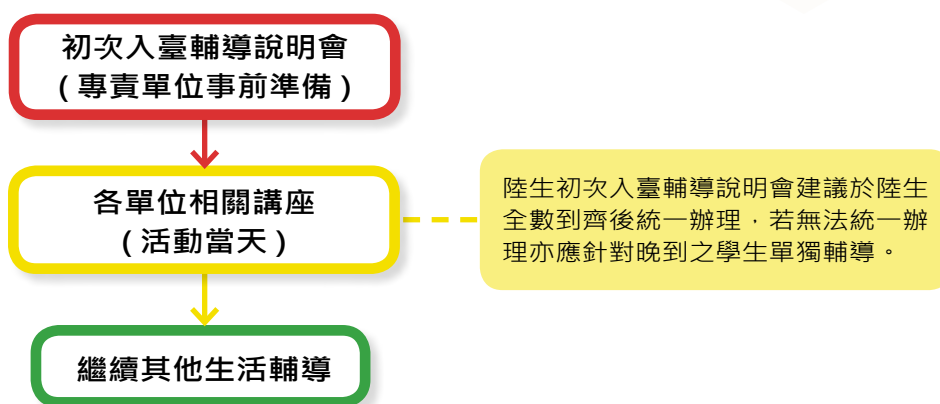 初次入臺輔導說明會
(專責單位事前準備)
各單位相關講座
(活動當天)
陸生初次入臺輔導說明會建議於陸生
全數到齊後統一辦理，若無法統一辦
理亦應針對晚到之學生單獨輔導。
繼續其他生活輔導